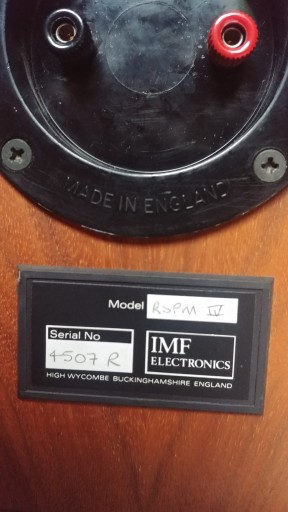 MADE IN ENGLAND
Model RSPM IV
Serial No
4507 R
IMF
ELECTRONICS
HIGH WYCOMBE BUCKINGHAMSHIRE ENGLAND